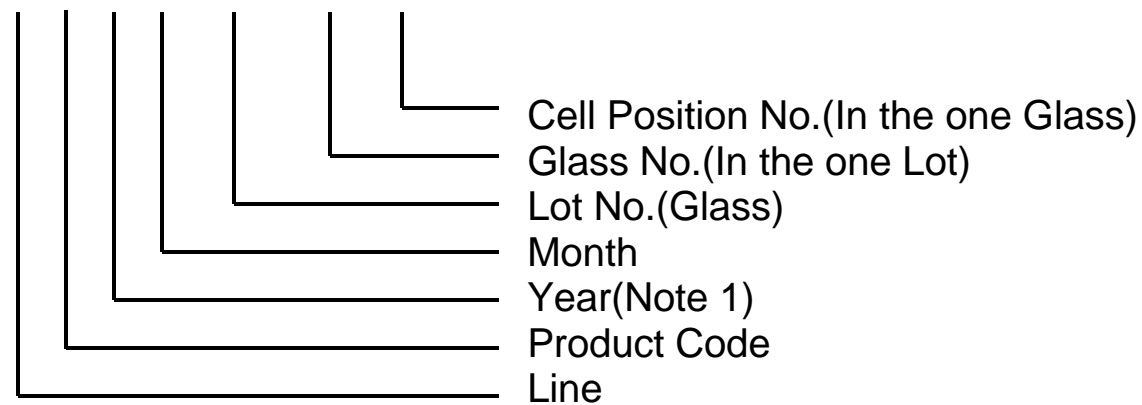 Cell Position No.(In the one Glass)
Glass No.(In the one Lot)
Lot No.(Glass)
Month
Year(Note 1)
Product Code
Line